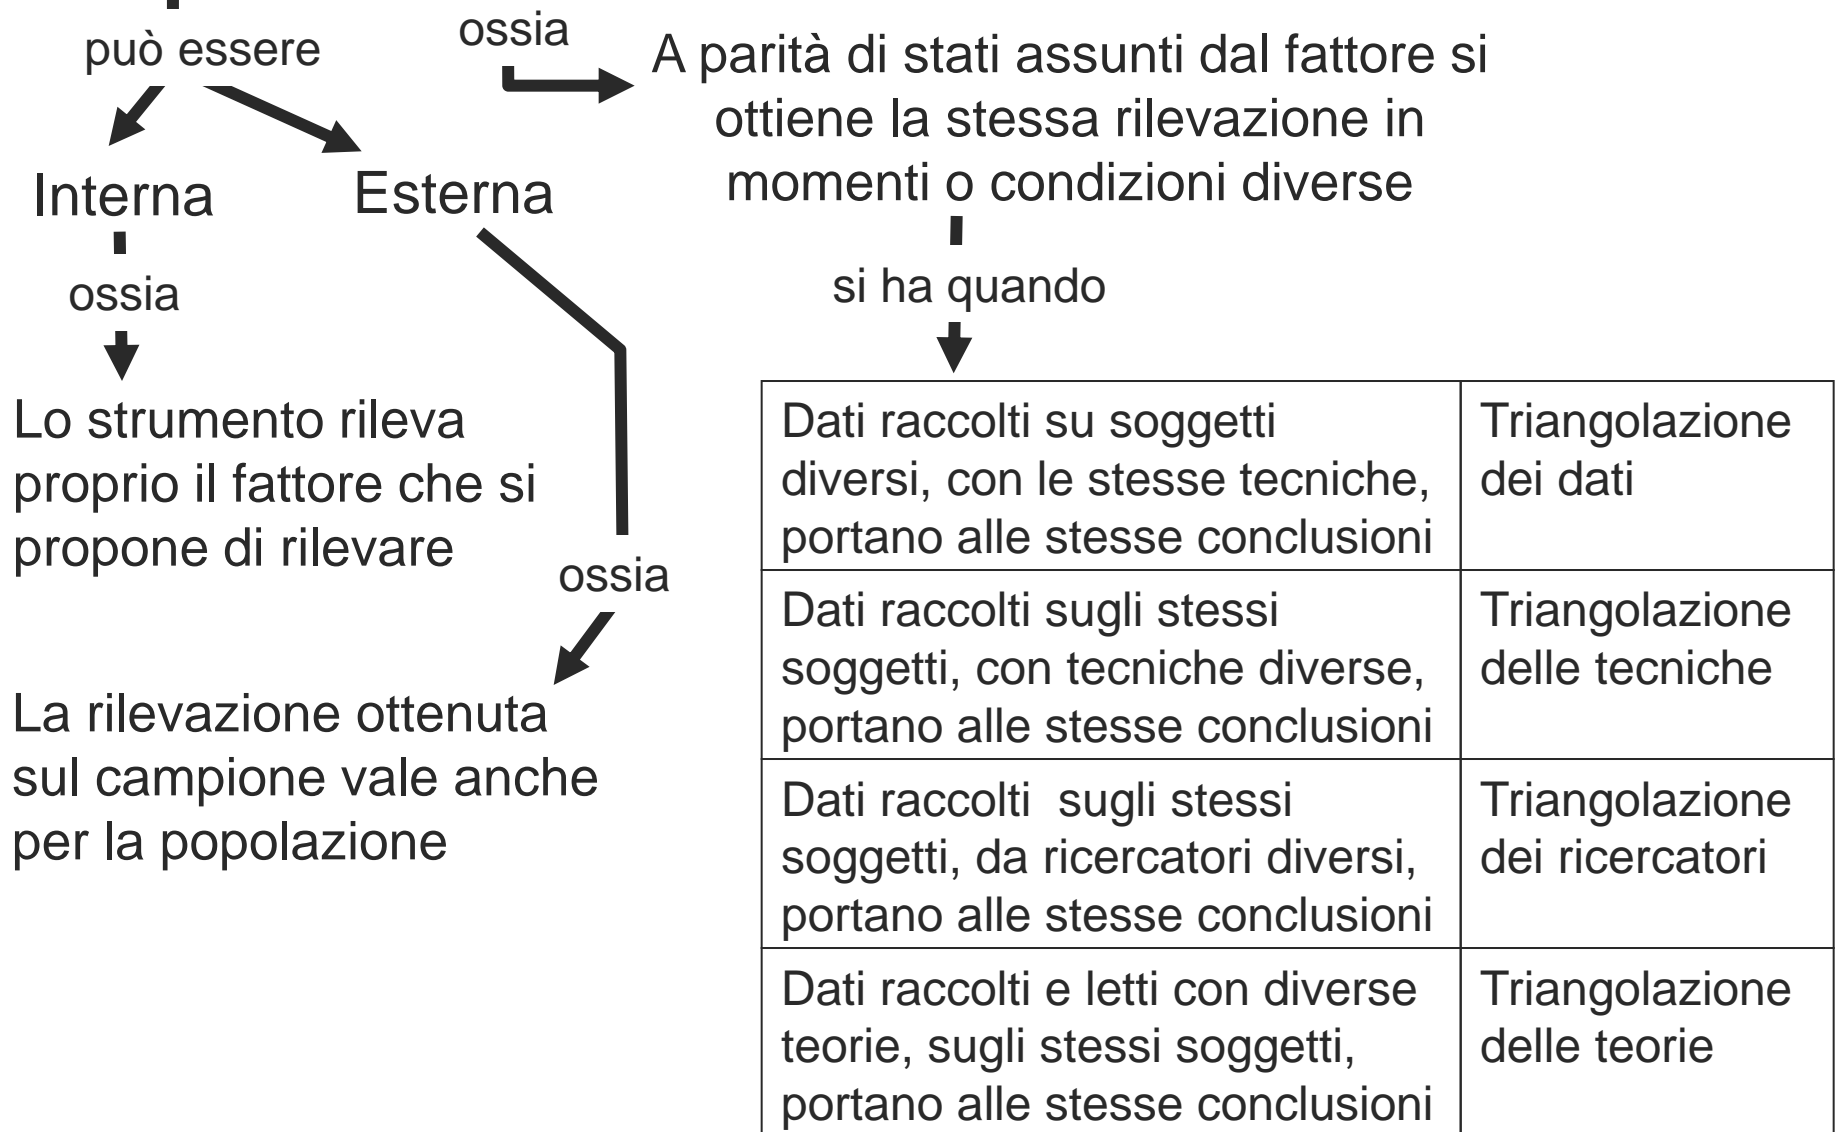 può essere
ossia
A parità di stati assunti dal fattore si
ottiene la stessa rilevazione in
momenti o condizioni diverse
Interna
Esterna
ossia
si ha quando
Lo strumento rileva
proprio il fattore che si
propone di rilevare
ossia
La rilevazione ottenuta
sul campione vale anche
per la popolazione
Dati raccolti su soggetti
diversi, con le stesse tecniche,
portano alle stesse conclusioni
Triangolazione
dei dati
Dati raccolti sugli stessi
soggetti, con tecniche diverse,
portano alle stesse conclusioni
Triangolazione
delle tecniche
Dati raccolti  sugli stessi
soggetti, da ricercatori diversi,
portano alle stesse conclusioni
Triangolazione
dei ricercatori
Dati raccolti e letti con diverse
teorie, sugli stessi soggetti,
portano alle stesse conclusioni
Triangolazione
delle teorie